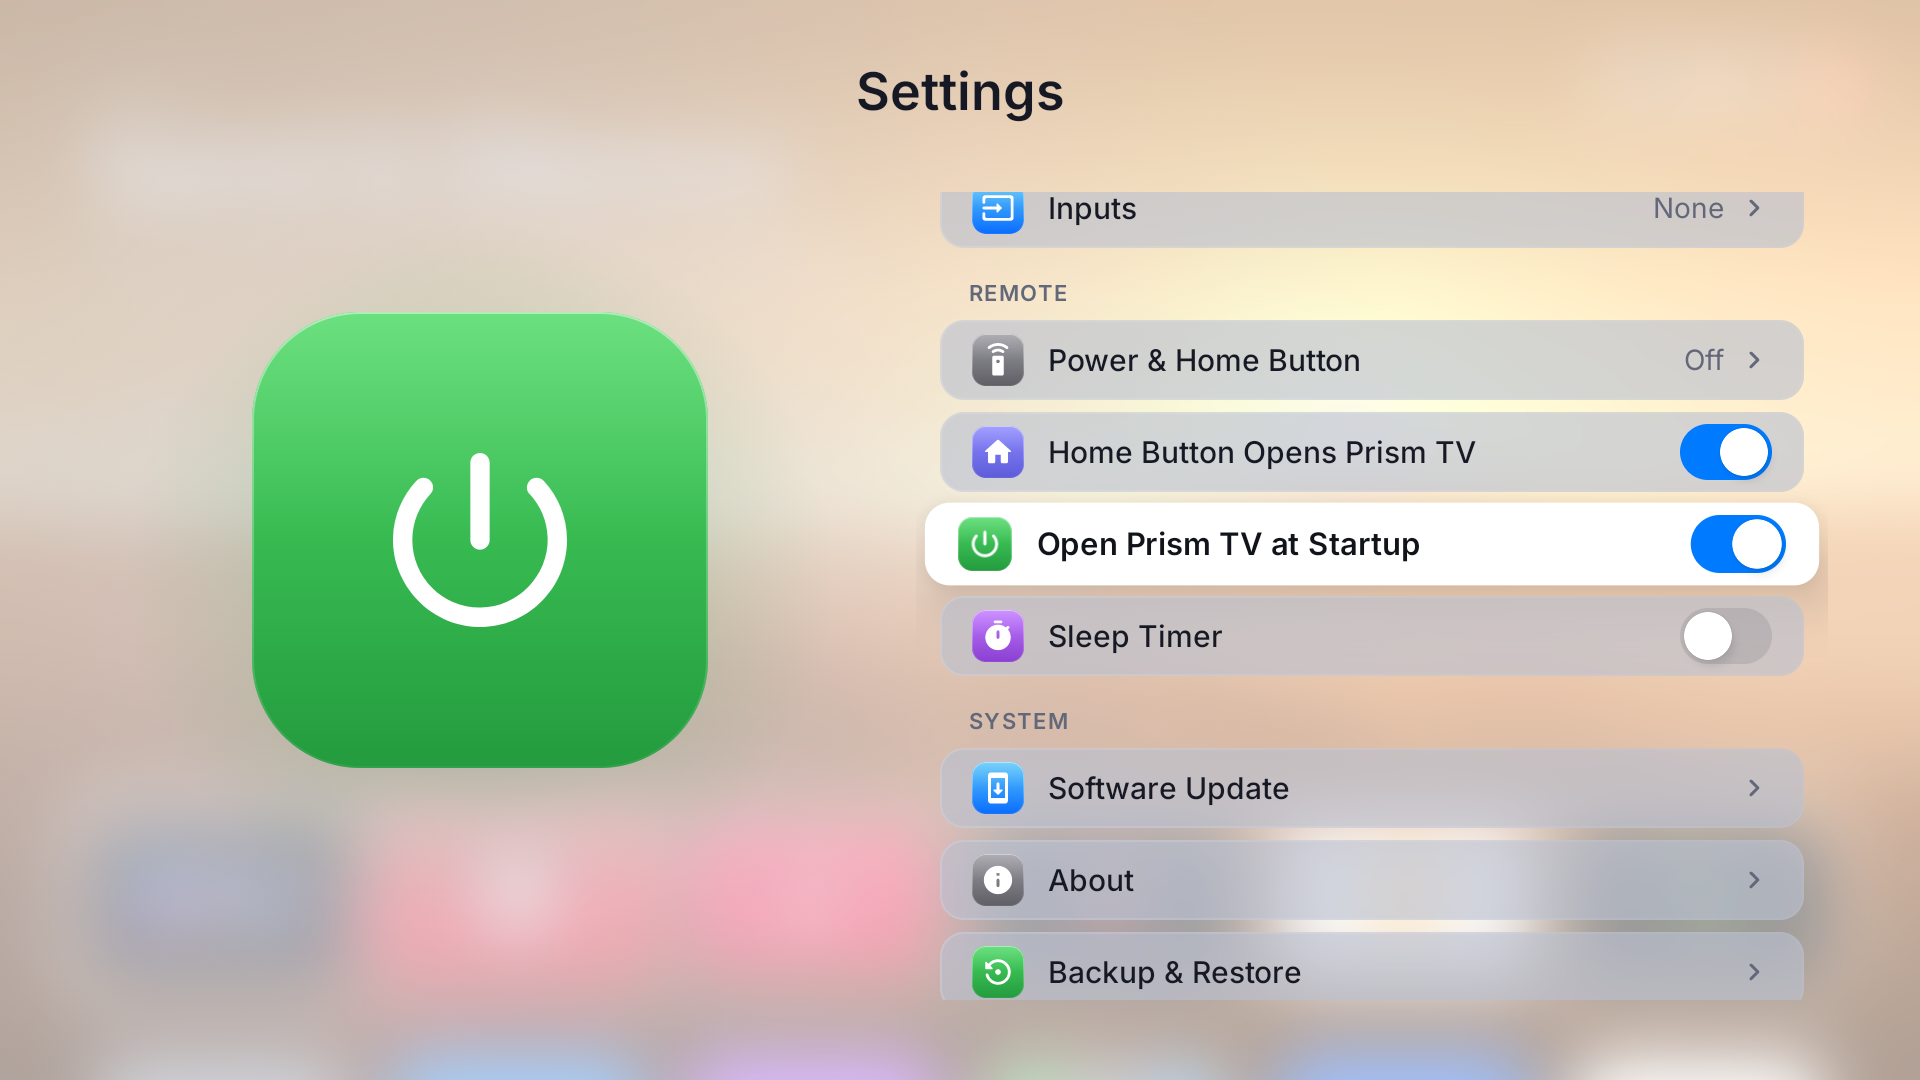 Settings
Inputs
None
REMOTE
Power & Home Button
Off
Home Button Opens Prism TV
Open Prism TV at Startup
Sleep Timer
SYSTEM
Software Update
About
Backup & Restore